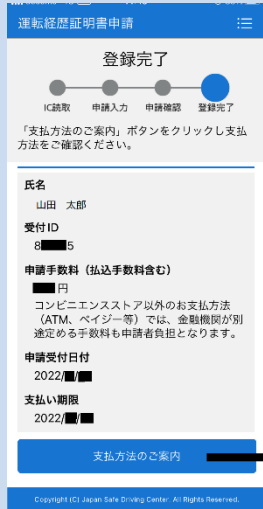 運転経歴証明書申請
登録完了
IC読取 申請入力 申請確認 登録完了
「支払方法のご案内」ボタンをクリックし支払
方法をご確認ください。
氏名
山田 太郎
受付ID
8 5
申請手数料（払込手数料含む）
円
コンビニエンスストア以外のお支払方法
（ATM、ペイジー等）では、金融機関が別
途定める手数料も申請者負担となります。
申請受付日付
2022/ /
支払い期限
2022/ /
支払方法のご案内
Copyright (C) Japan Safe Driving Center. All Rights Reserved.